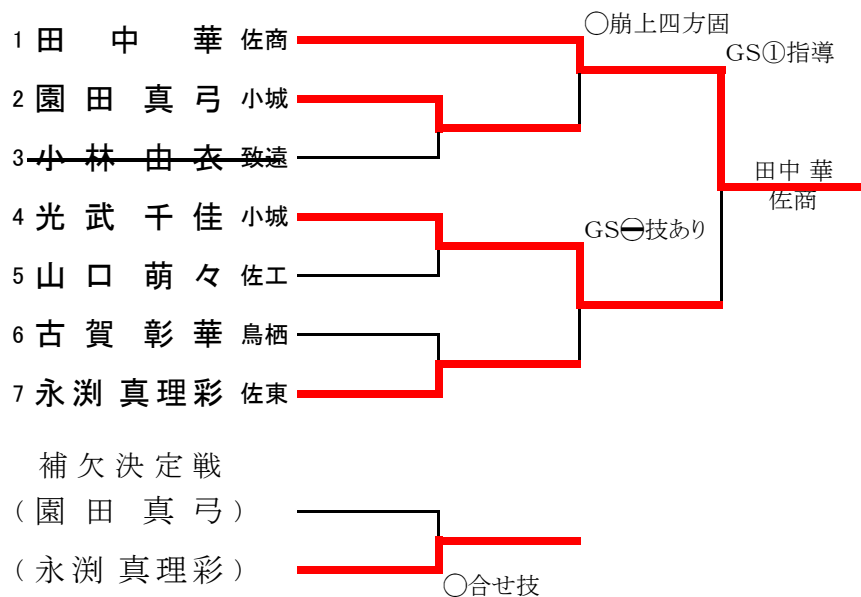 1 田中 華 佐商
2 園田 真弓 小城
3 小林 由衣 致遠
4 光武 千佳 小城
5 山口 萌々 佐工
6 古賀 彰華 鳥栖
7 永渕 真理彩 佐東
○崩上四方固
GS①指導
GS㊀技あり
田中 華
佐商
補欠決定戦
(園田 真弓)
(永渕 真理彩)
○合せ技